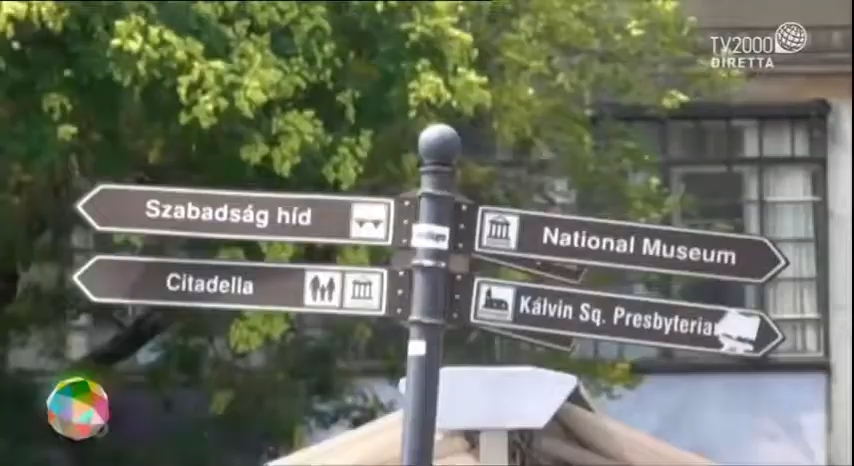 TV2000
DIRETTA
Szabadság híd
National Museum
Citadella
Kálvin Sq. Presbyteria